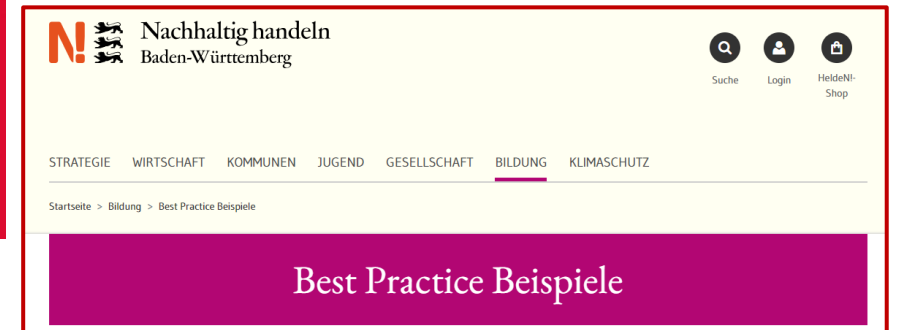 N! Nachhaltig handeln
Baden-Württemberg
Suche Login HeldeN!-
Shop
STRATEGIE WIRTSCHAFT KOMMUNEN JUGEND GESELLSCHAFT BILDUNG KLIMASCHUTZ
Startseite > Bildung > Best Practice Beispiele
Best Practice Beispiele